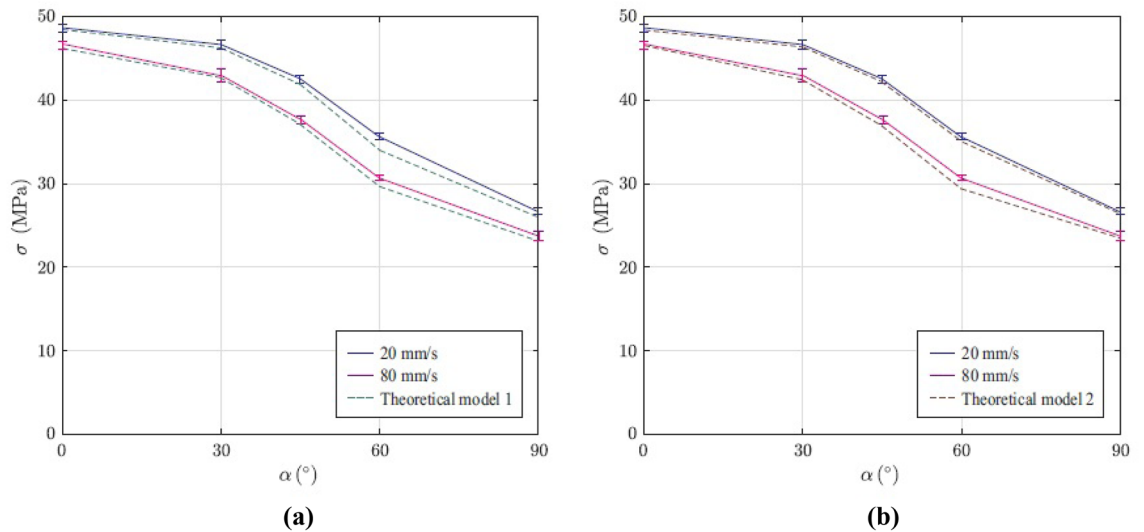 50
40
30
20
10
0
σ (MPa)
20 mm/s
80 mm/s
Theoretical model 1
0 30 60 90
α (°)
(a)
50
40
30
20
10
0
σ (MPa)
20 mm/s
80 mm/s
Theoretical model 2
0 30 60 90
α (°)
(b)